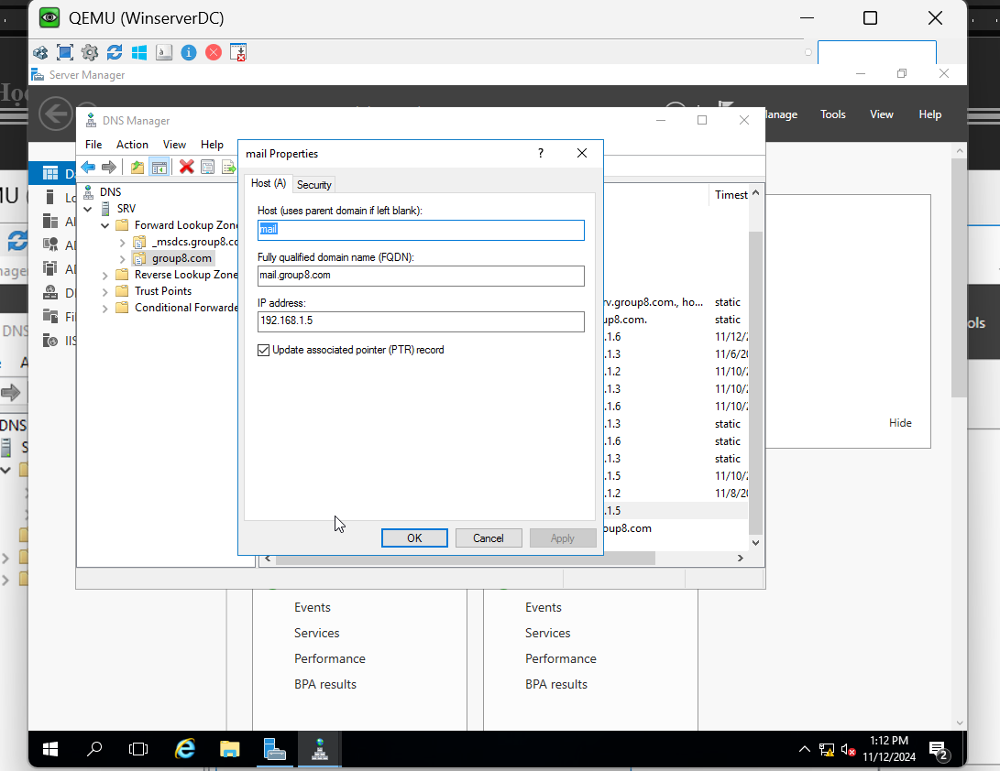 QEMU (WinserverDC)
Server Manager
Tools
View
Help
DNS Manager
File
Action
View
Help
mail Properties
Host (A)
Security
Host (uses parent domain if left blank):
mail
Fully qualified domain name (FQDN):
mail.group8.com
IP address:
192.168.1.5
Update associated pointer (PTR) record
OK
Cancel
Apply
DNS
SRV
Forward Lookup Zone
_msdcs.group8.co
group8.com
Reverse Lookup Zone
Trust Points
Conditional Forwarde
Timest
rv.group8.com., ho... static
up8.com. static
.1.6 11/12/2
.1.3 11/6/20
.1.2 11/10/2
.1.3 11/10/2
.1.6 11/10/2
.1.3 static
.1.6 static
.1.3 static
.1.5 11/10/2
.1.2 11/8/20
.1.5
oup8.com
Hide
Events
Services
Performance
BPA results
Events
Services
Performance
BPA results
1:12 PM
11/12/2024
2